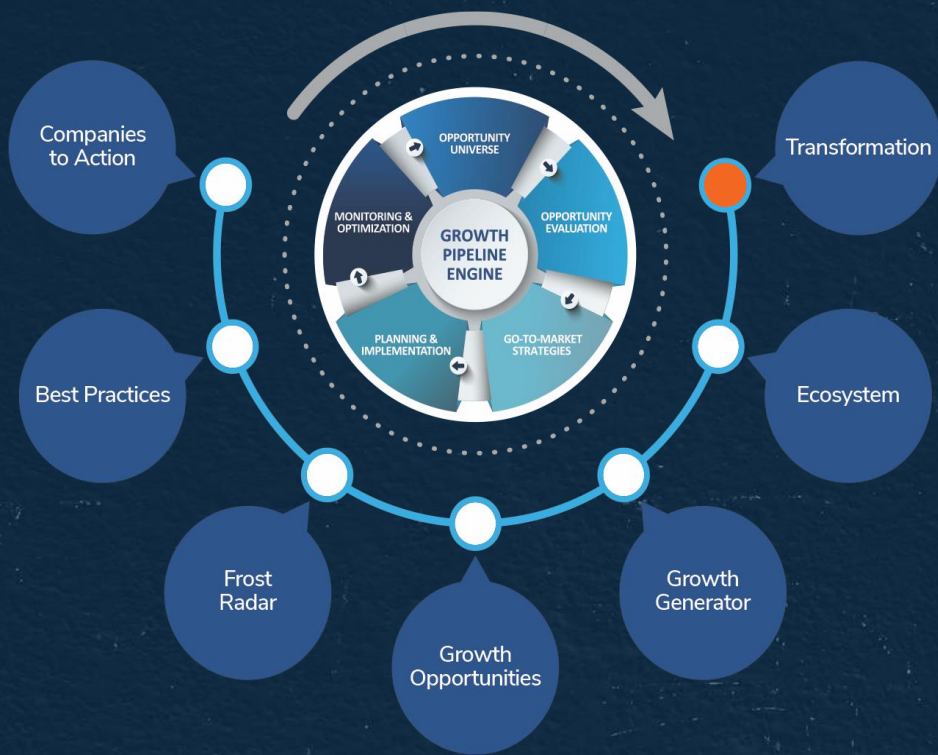 Companies
to Action
Transformation
OPPORTUNITY
UNIVERSE
MONITORING &
OPTIMIZATION
OPPORTUNITY
EVALUATION
GROWTH
PIPELINE
ENGINE
PLANNING &
IMPLEMENTATION
GO-TO-MARKET
STRATEGIES
Best Practices
Ecosystem
Frost
Radar
Growth
Generator
Growth
Opportunities